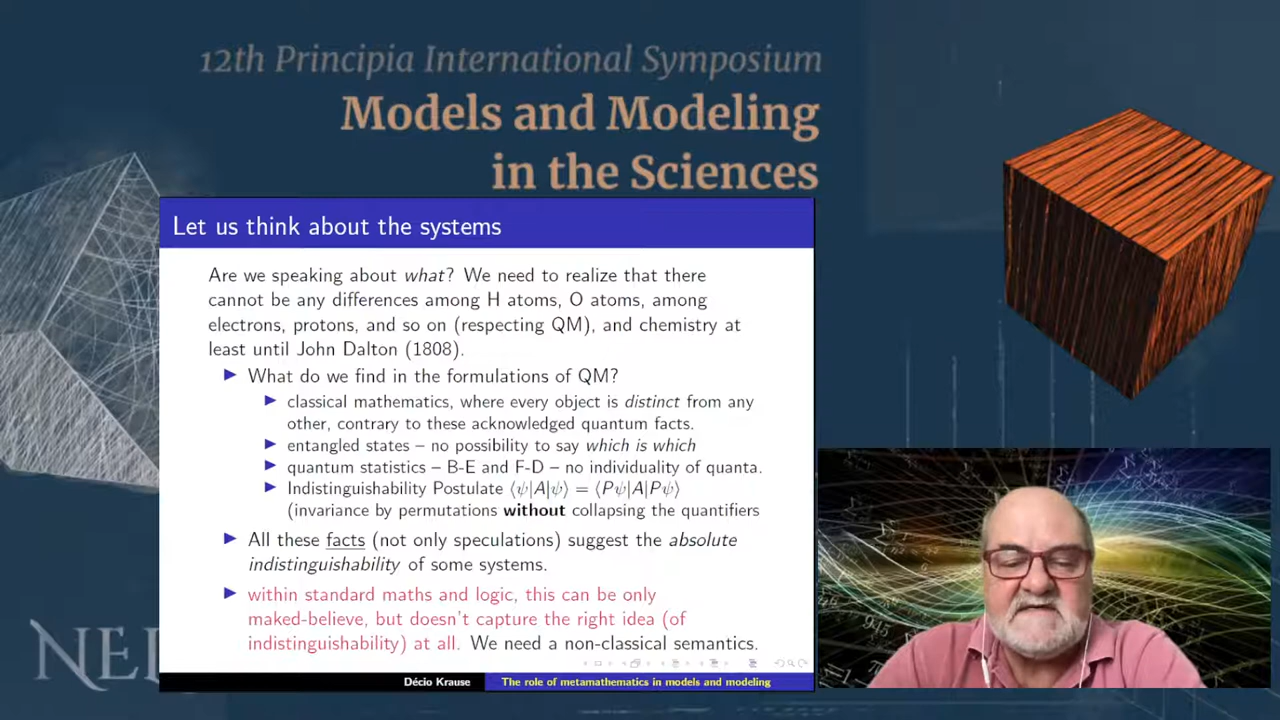 12th Principia International Symposium
Models and Modeling
in the Sciences
Let us think about the systems
Are we speaking about what? We need to realize that there
cannot be any differences among H atoms, O atoms, among
electrons, protons, and so on (respecting QM), and chemistry at
least until John Dalton (1808).
What do we find in the formulations of QM?
classical mathematics, where every object is distinct from any
other, contrary to these acknowledged quantum facts.
entangled states – no possibility to say which is which
quantum statistics – B-E and F-D – no individuality of quanta.
Indistinguishability Postulate ⟨ψ|A|ψ⟩ = ⟨Pψ|A|Pψ⟩
(invariance by permutations without collapsing the quantifiers
All these facts (not only speculations) suggest the absolute
indistinguishability of some systems.
within standard maths and logic, this can be only
maked-believe, but doesn't capture the right idea (of
indistinguishability) at all. We need a non-classical semantics.
Décio Krause
The role of metamathematics in models and modeling